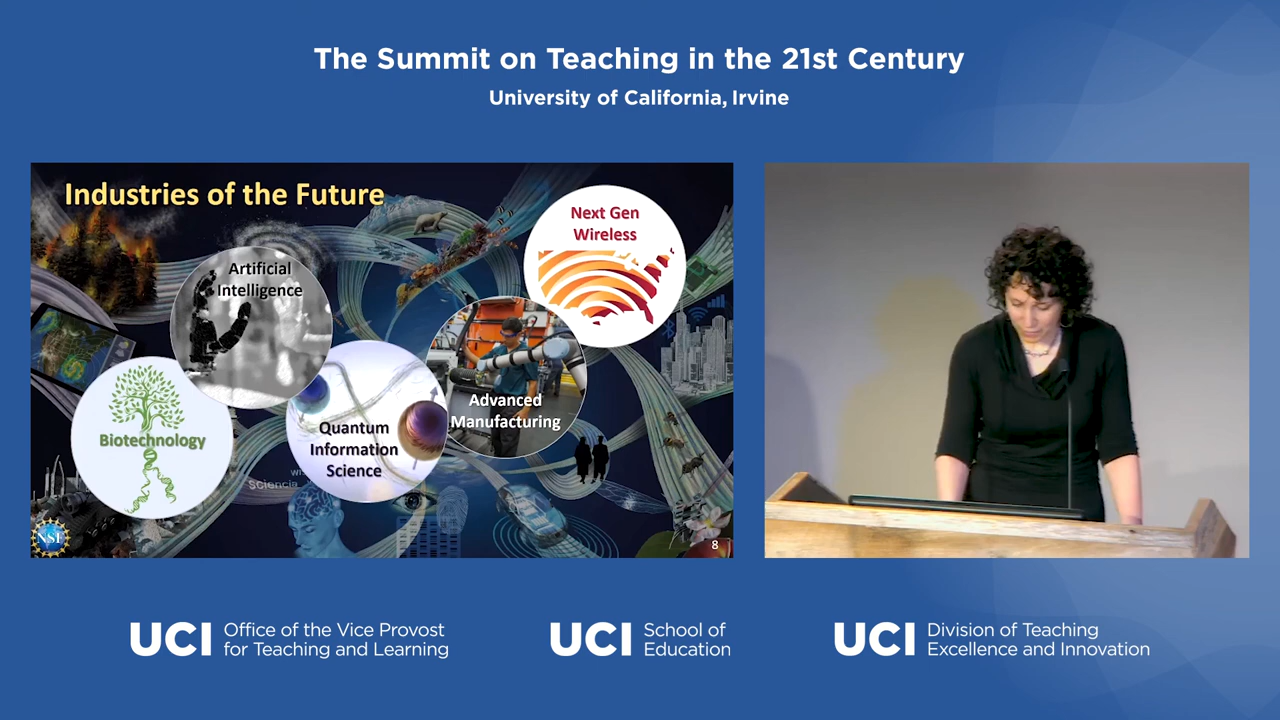 The Summit on Teaching in the 21st Century
University of California, Irvine
Industries of the Future
Next Gen
Wireless
Artificial
Intelligence
Advanced
Manufacturing
Biotechnology
Quantum
Information
Science
Sciencia
NSF
8
UCI
Office of the Vice Provost
for Teaching and Learning
UCI
School of
Education
UCI
Division of Teaching
Excellence and Innovation